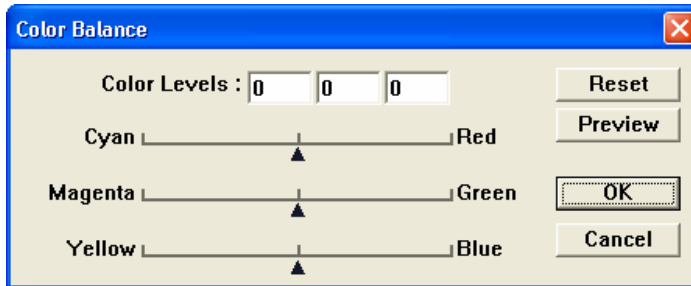 Color Balance
Color Levels : 0 0 0 Reset
Preview
Cyan Red
Magenta Green OK
Yellow Blue Cancel